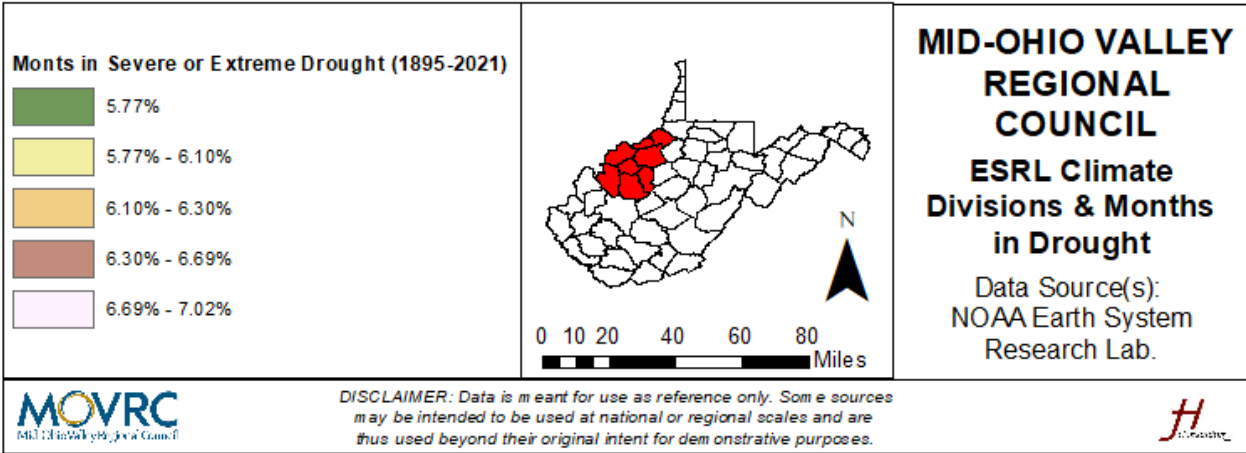 Monts in Severe or Extreme Drought (1895-2021)
5.77%
5.77% - 6.10%
6.10% - 6.30%
6.30% - 6.69%
6.69% - 7.02%
N
0 10 20 40 60 80
Miles
MID-OHIO VALLEY
REGIONAL
COUNCIL
ESRL Climate
Divisions & Months
in Drought
Data Source(s):
NOAA Earth System
Research Lab.
MOVRC
Mid-Ohio Valley Regional Council
DISCLAIMER: Data is meant for use as reference only. Some sources
may be intended to be used at national or regional scales and are
thus used beyond their original intent for demonstrative purposes.
JH